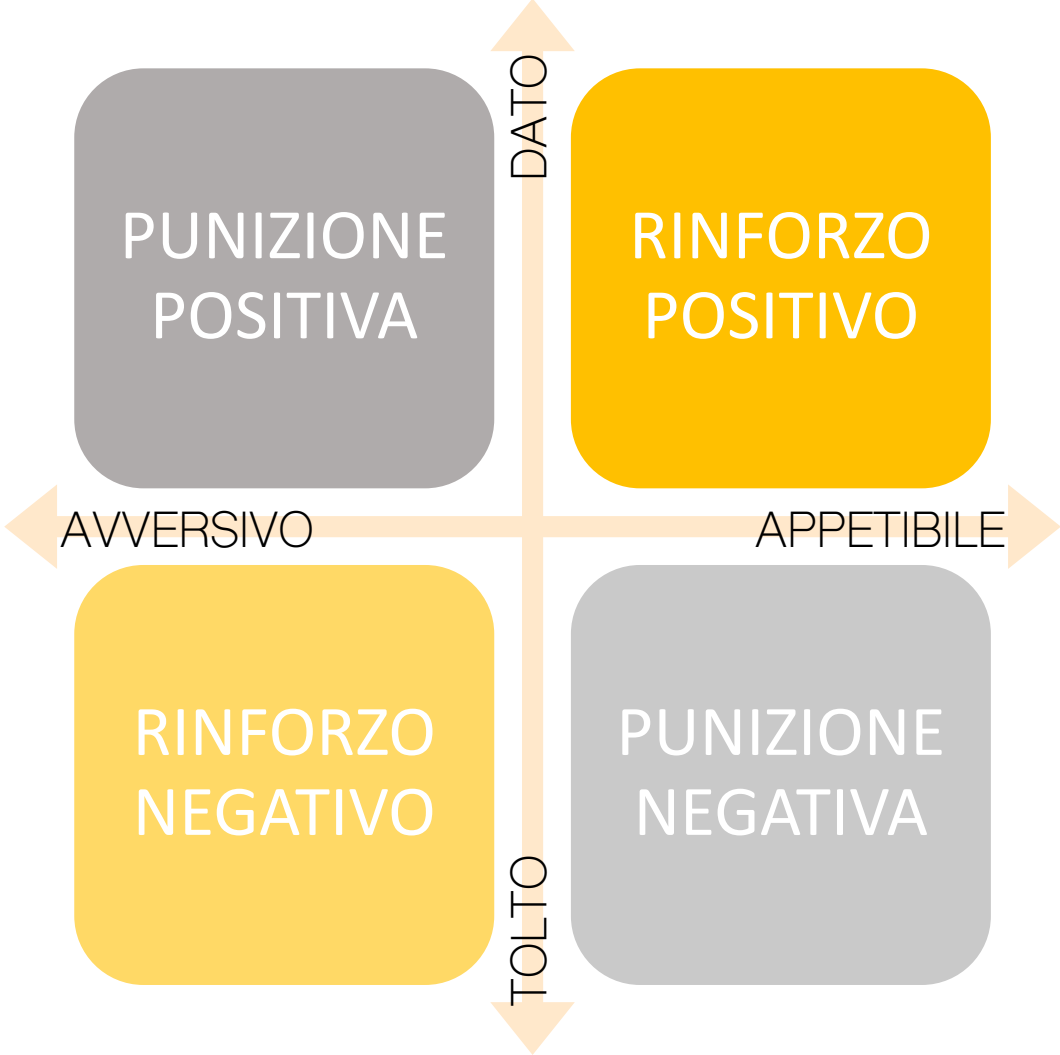 DATO
PUNIZIONE
POSITIVA
RINFORZO
POSITIVO
AVVERSIVO
APPETIBILE
RINFORZO
NEGATIVO
PUNIZIONE
NEGATIVA
TOLTO